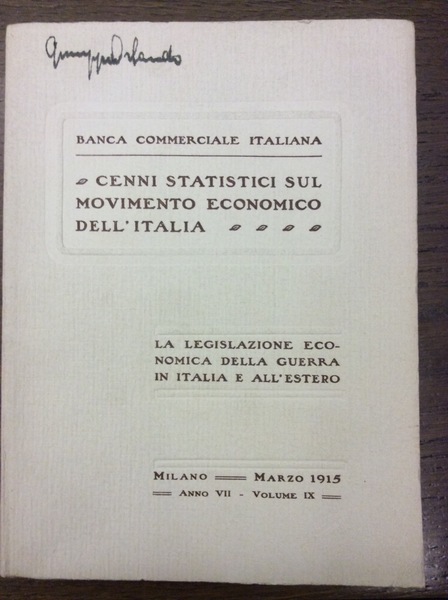 BANCA COMMERCIALE ITALIANA
CENNI STATISTICI SUL
MOVIMENTO ECONOMICO
DELL'ITALIA
LA LEGISLAZIONE ECO-
NOMICA DELLA GUERRA
IN ITALIA E ALL'ESTERO
MILANO MARZO 1915
ANNO VII - VOLUME IX